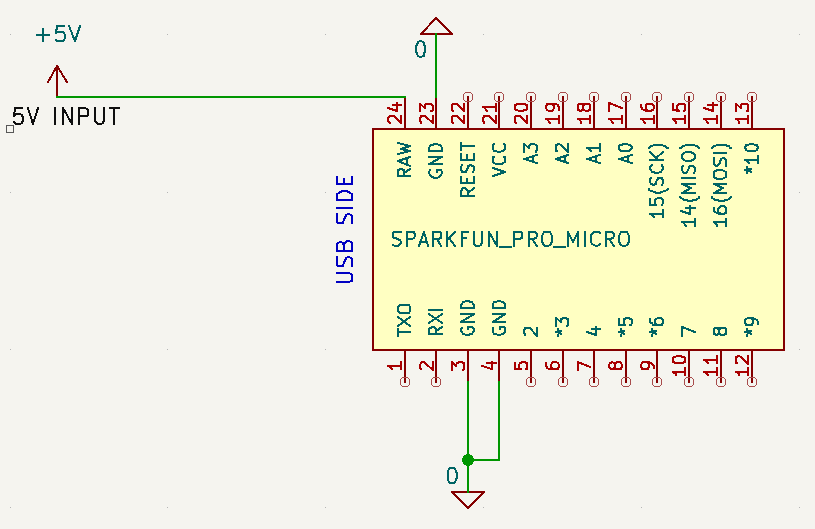 +5V
5V INPUT
0
24 23 22 21 20 19 18 17 16 15 14 13
RAW GND RESET VCC A3 A2 A1 A0 15(SCK) 14(MISO) 16(MOSI) *10
USB SIDE
SPARKFUN_PRO_MICRO
TXO RXI GND GND 2 *3 4 *5 *6 7 8 *9
1 2 3 4 5 6 7 8 9 10 11 12
0